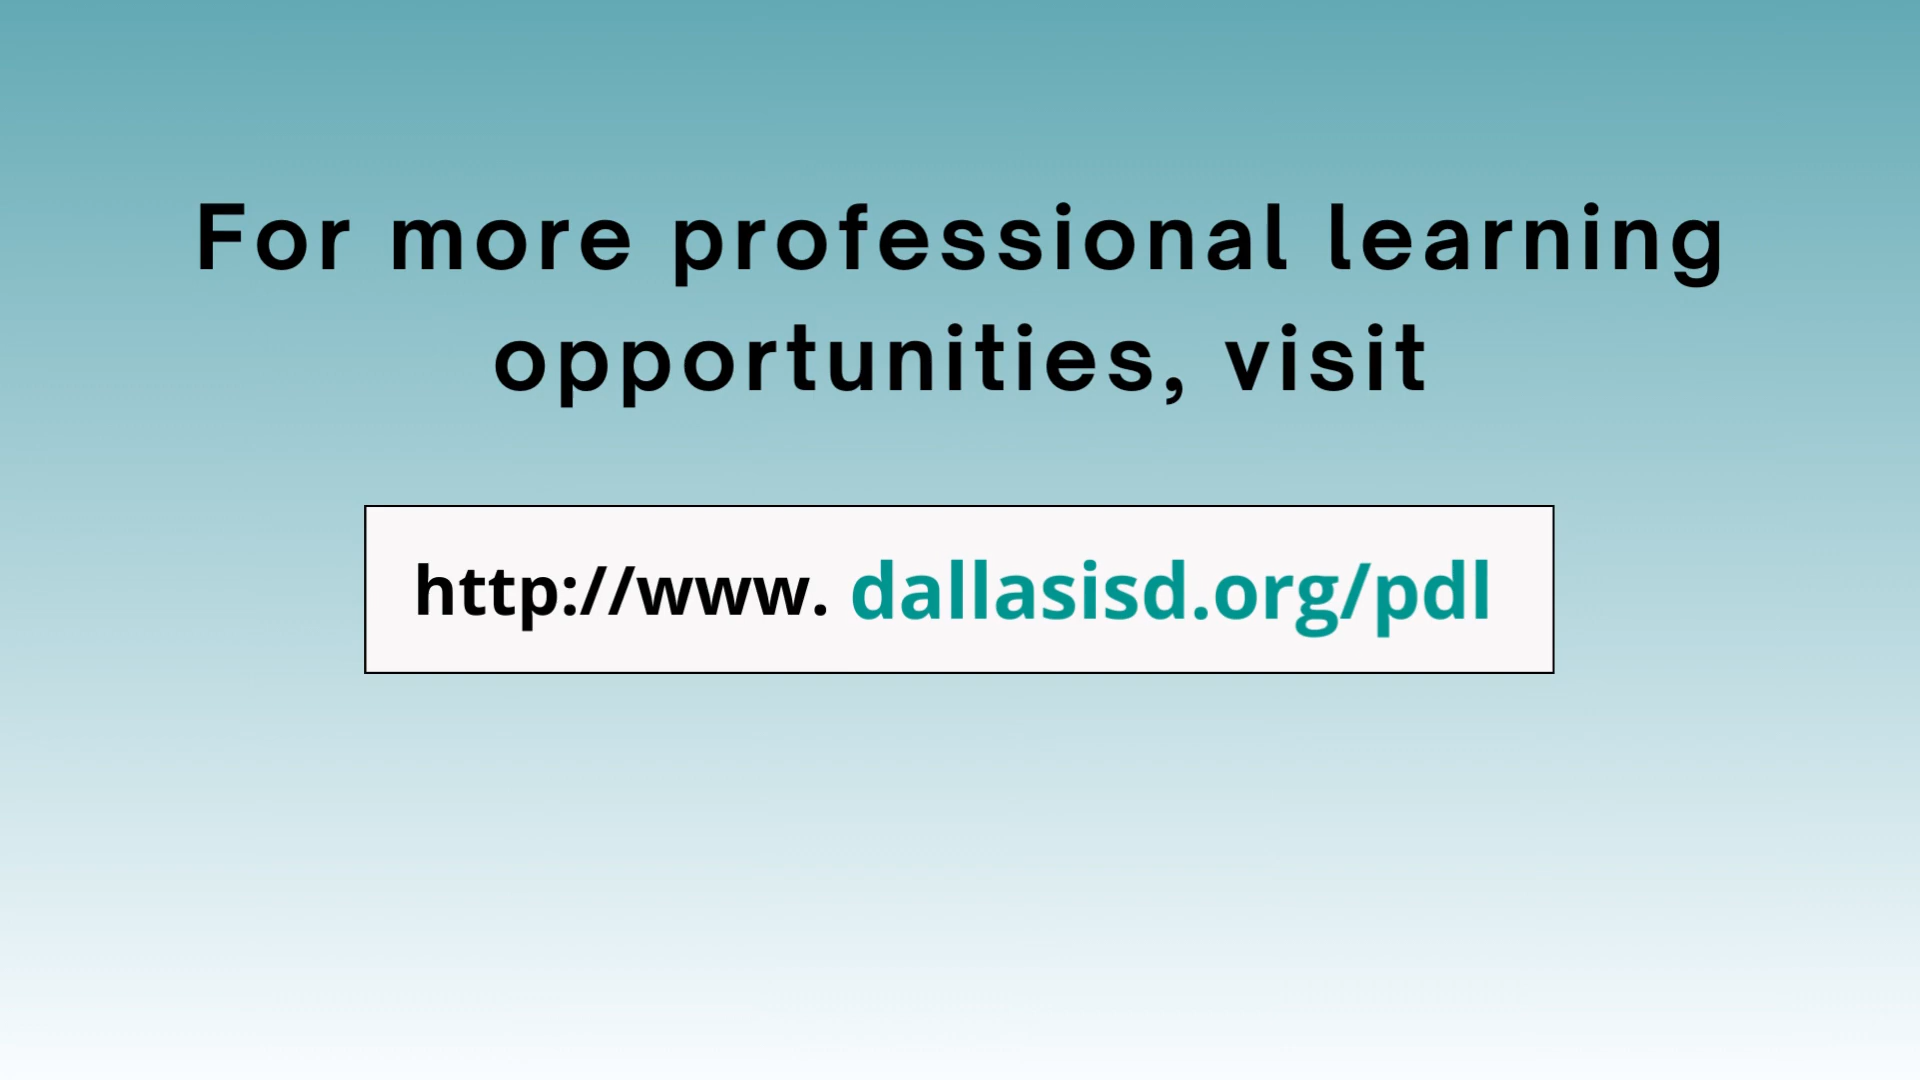 For more professional learning
opportunities, visit
http://www. dallasisd.org/pdl